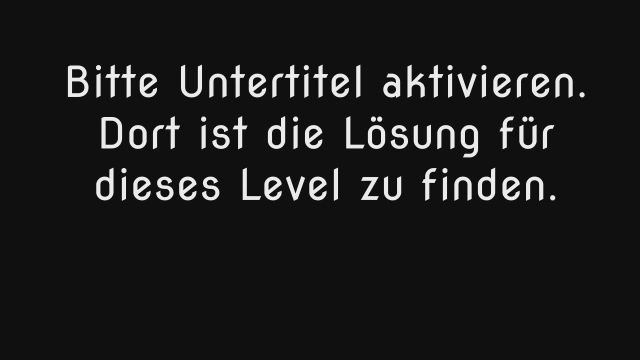 Bitte Untertitel aktivieren.
Dort ist die Lösung für
dieses Level zu finden.